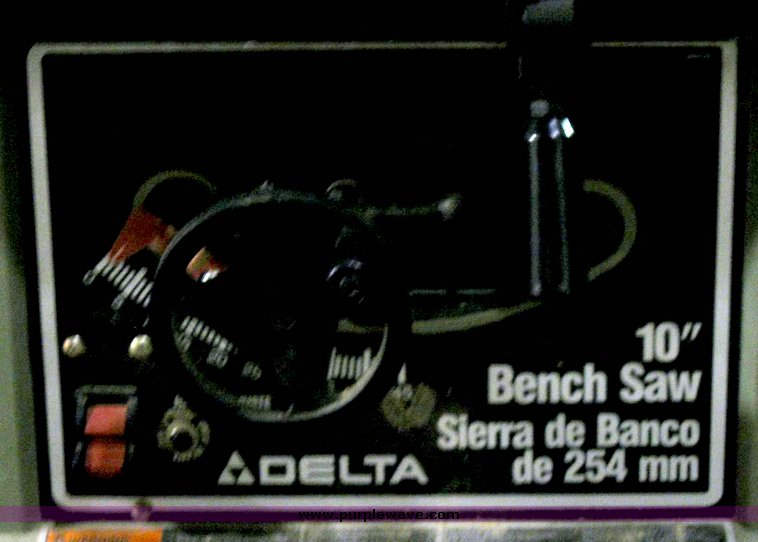 10"
Bench Saw
Sierra de Banco
de 254 mm
DELTA
www.purplewave.com